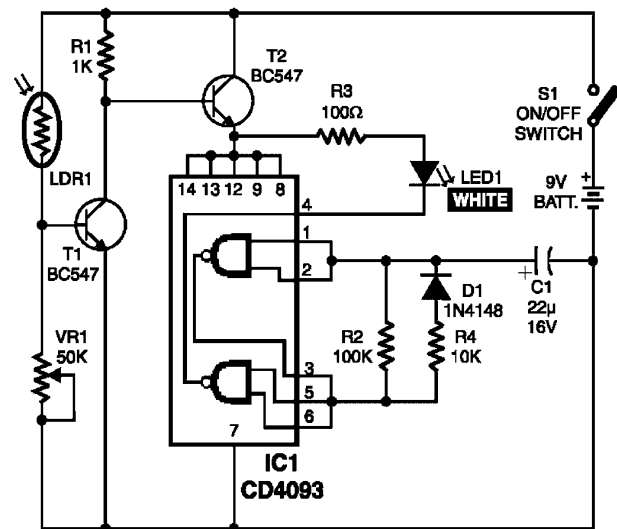 R1
1K
T2
BC547
R3
100Ω
S1
ON/OFF
SWITCH
LDR1
14 13 12 9 8
LED1
WHITE
9V
BATT.
+
4
T1
BC547
1
2
+
C1
22µ
16V
D1
1N4148
VR1
50K
R2
100K
R4
10K
3
5
6
7
IC1
CD4093